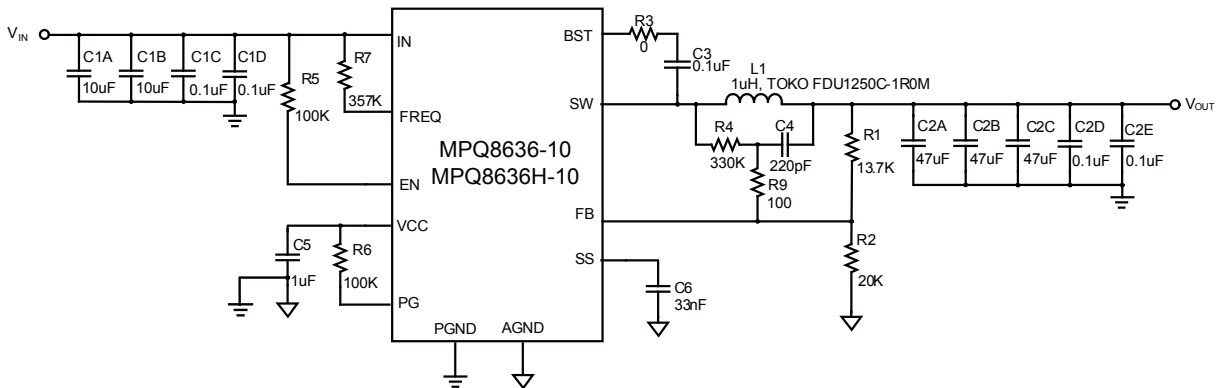 V_IN
C1A
10uF
C1B
10uF
C1C
0.1uF
C1D
0.1uF
R5
100K
R7
357K
IN
FREQ
EN
VCC
PG
PGND
AGND
BST
SW
FB
SS
MPQ8636-10
MPQ8636H-10
C5
1uF
R6
100K
R3
0
C3
0.1uF
L1
1uH, TOKO FDU1250C-1R0M
R4
330K
C4
220pF
R9
100
R1
13.7K
R2
20K
C6
33nF
C2A
47uF
C2B
47uF
C2C
47uF
C2D
0.1uF
C2E
0.1uF
V_OUT